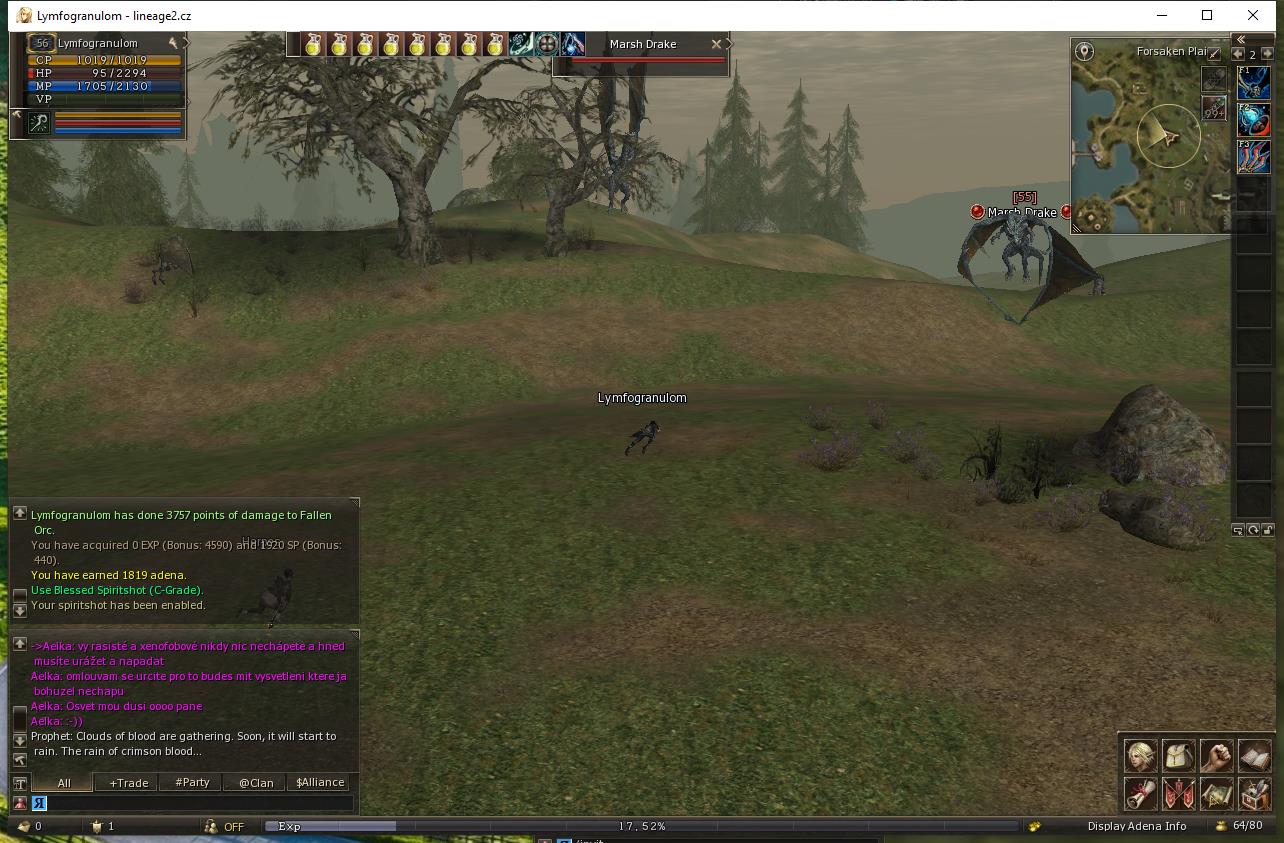 Lymfogranulom - lineage2.cz
56 Lymfogranulom
CP 1019/1019
HP 95/2294
MP 1705/2130
VP
Marsh Drake
Forsaken Plai
2
F1
F2
F3
99+
[55]
Marsh Drake
Lymfogranulom
Lymfogranulom has done 3757 points of damage to Fallen
Orc.
You have acquired 0 EXP (Bonus: 4590) and 1920 SP (Bonus:
440).
You have earned 1819 adena.
Use Blessed Spiritshot (C-Grade).
Your spiritshot has been enabled.
->Aelka: vy rasisté a xenofobové nikdy nic nechápete a hned
musíte urážet a napadat
Aelka: omlouvam se urcite pro to budes mit vysvetleni ktere ja
bohuzel nechapu
Aelka: Osvet mou dusi oooo pane
Aelka: :-))
Prophet: Clouds of blood are gathering. Soon, it will start to
rain. The rain of crimson blood...
All +Trade #Party @Clan $Alliance
Я
0 1 OFF Exp 17,52% Display Adena Info 64/80